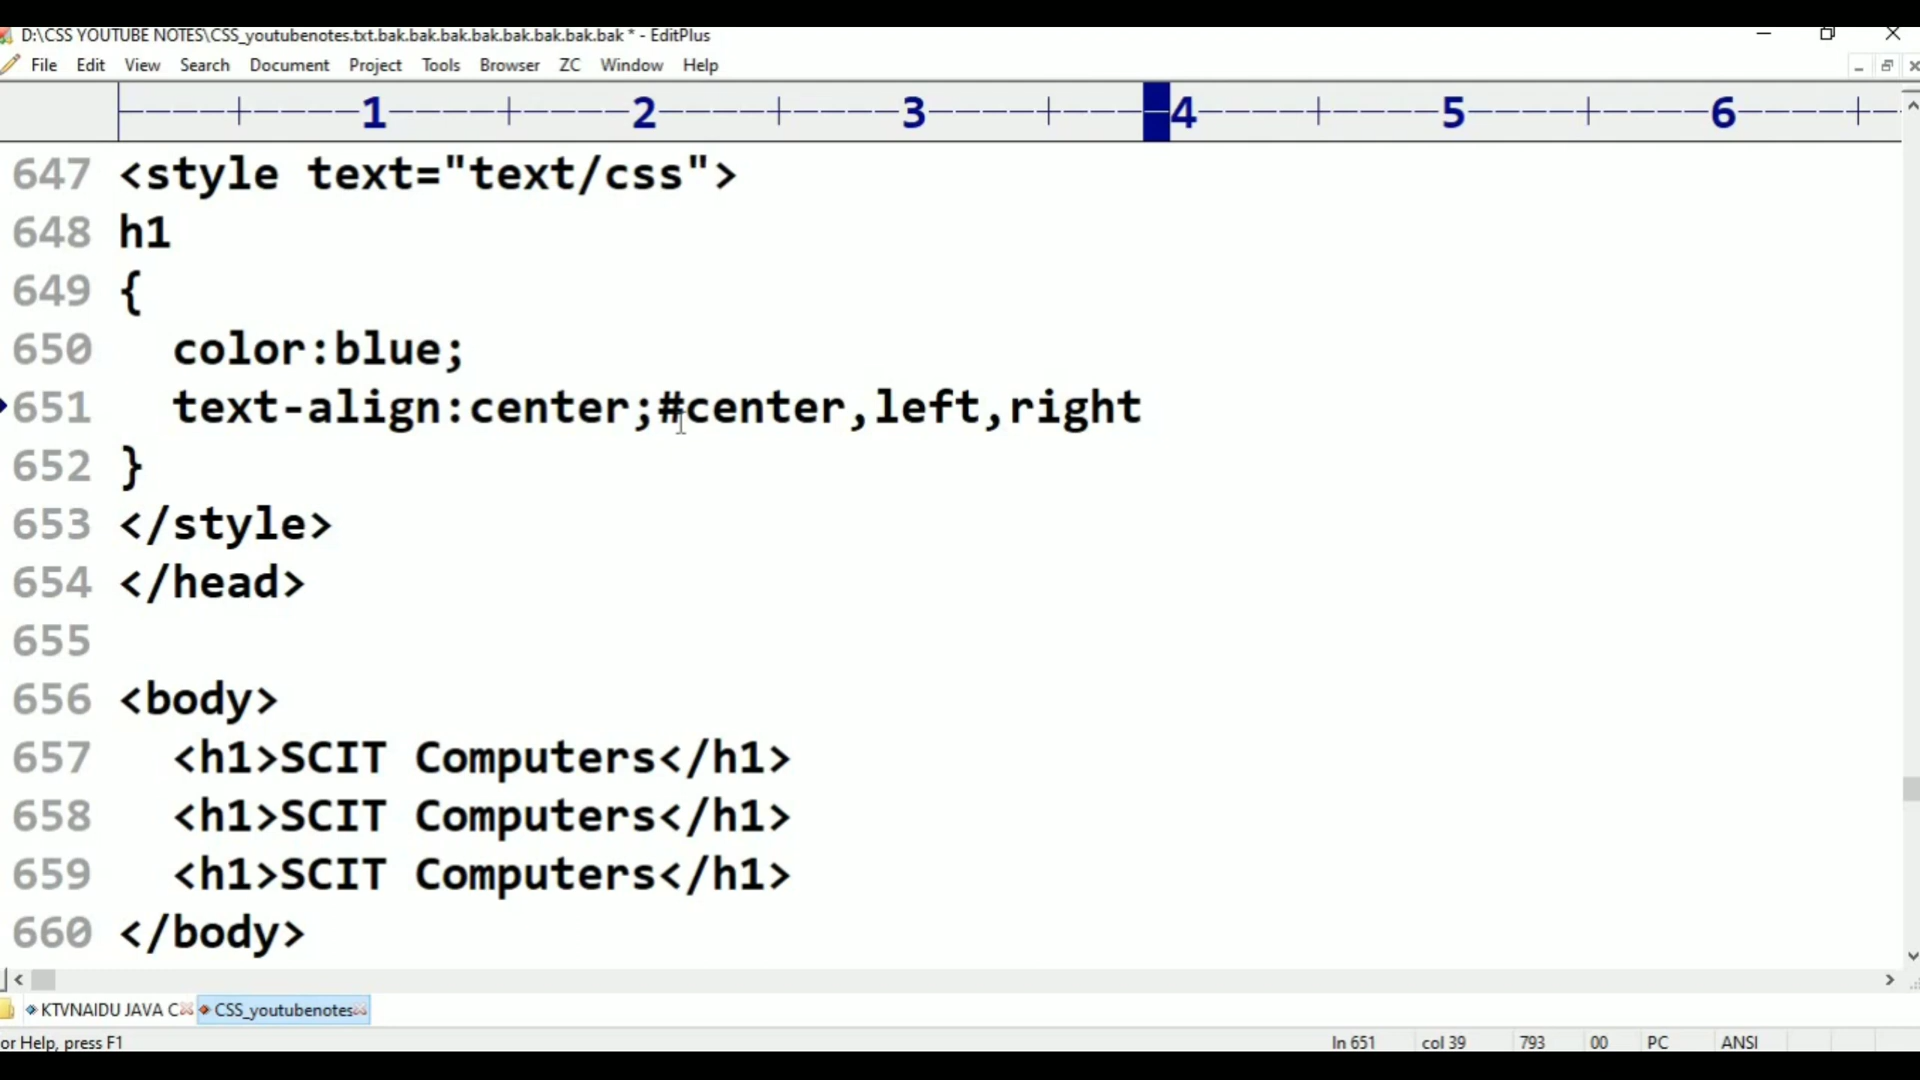 D:\CSS YOUTUBE NOTES\CSS_youtubenotes.txt.bak.bak.bak.bak.bak.bak.bak.bak * - EditPlus
File Edit View Search Document Project Tools Browser ZC Window Help
1 2 3 4 5 6
647 <style text="text/css">
648 h1
649 {
650 color:blue;
651 text-align:center;#center,left,right
652 }
653 </style>
654 </head>
655
656 <body>
657 <h1>SCIT Computers</h1>
658 <h1>SCIT Computers</h1>
659 <h1>SCIT Computers</h1>
660 </body>
KTVNAIDU JAVA C CSS_youtubenotes
or Help, press F1 ln 651 col 39 793 00 PC ANSI